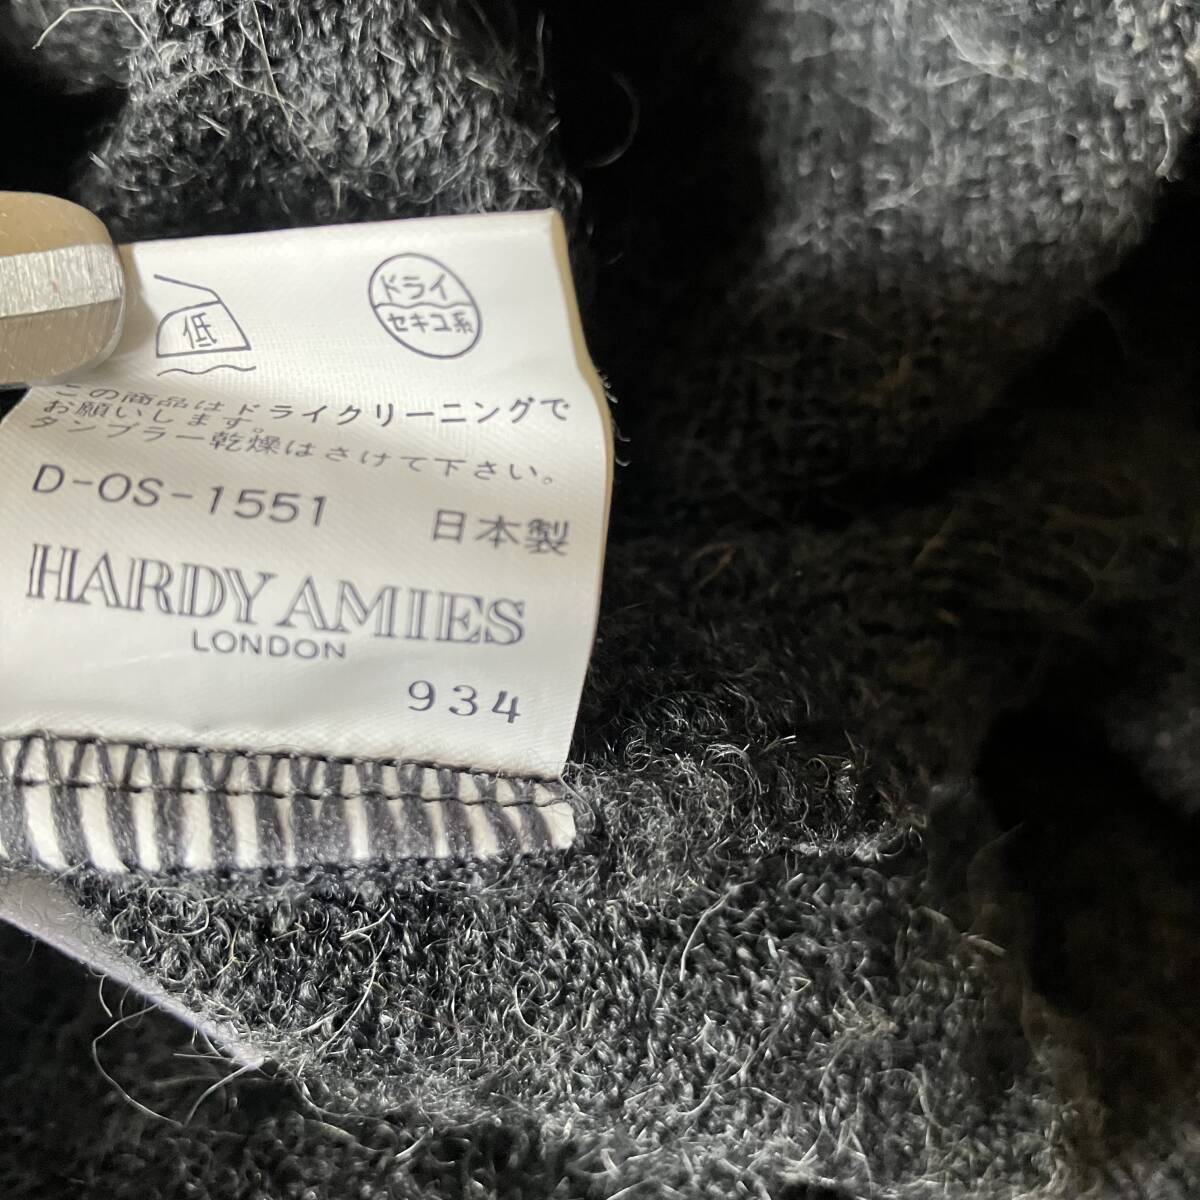 低
ドライ
セキユ系
この商品はドライクリーニングで
お願いします。
タンブラー乾燥はさけて下さい。
D-OS-1551 日本製
HARDY AMIES
LONDON
934